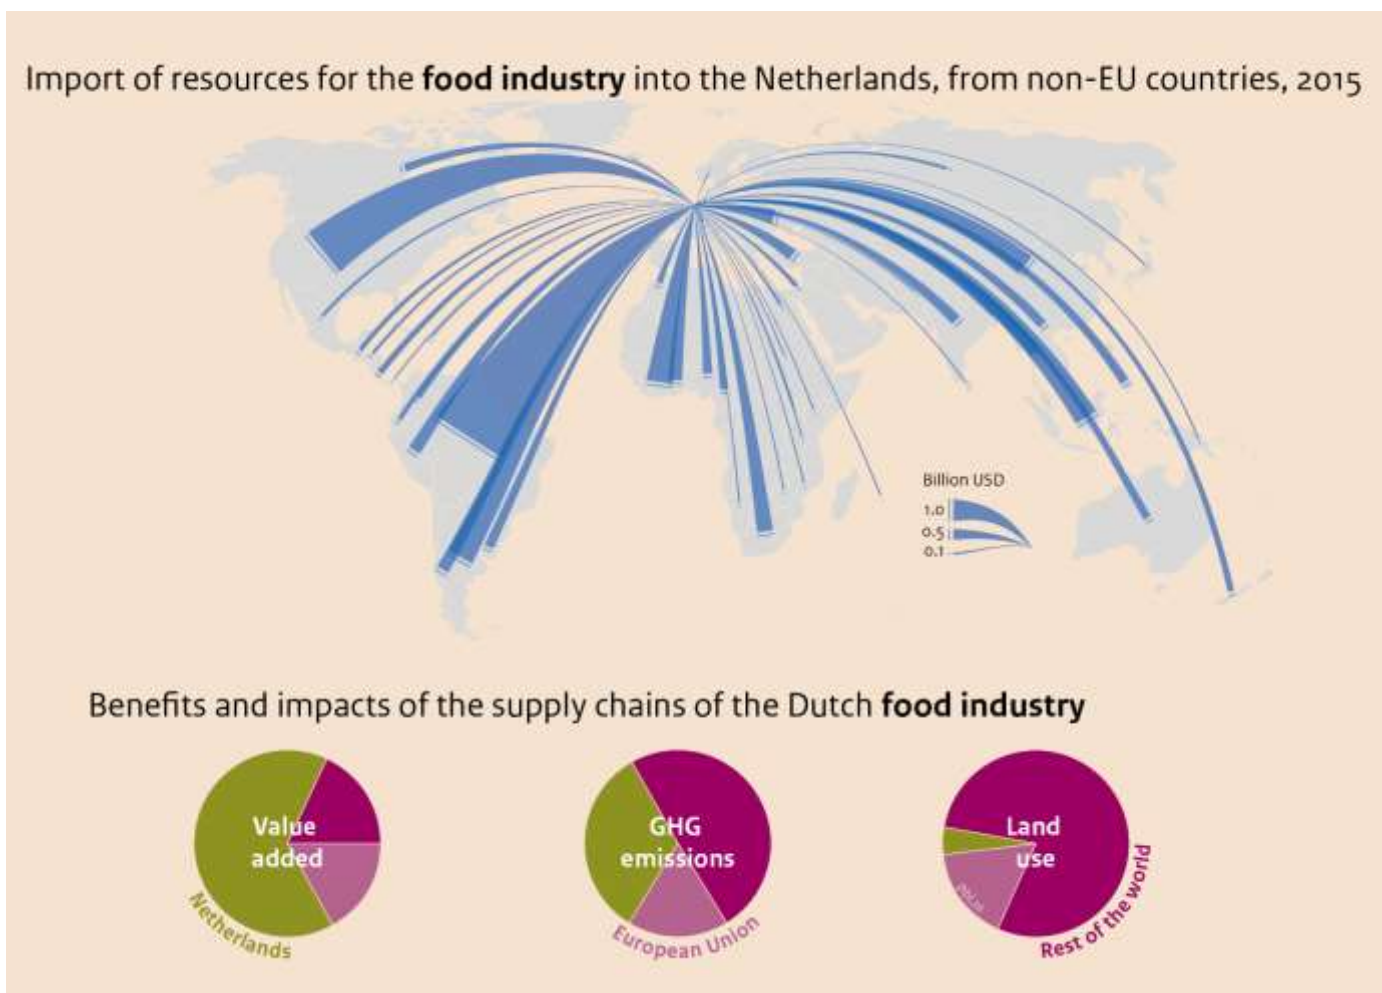 Import of resources for the food industry into the Netherlands, from non-EU countries, 2015
Billion USD
1.0
0.5
0.1
Benefits and impacts of the supply chains of the Dutch food industry
Value
added
Netherlands
GHG
emissions
European Union
Land
use
Rest of the world